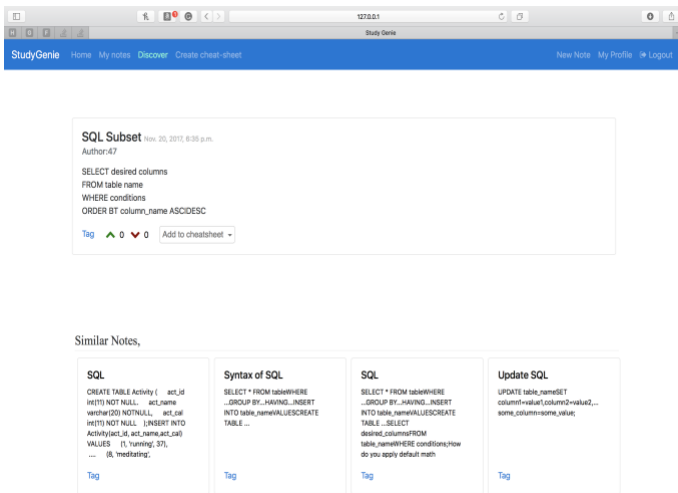 127.0.0.1
Study Genie
StudyGenie Home My notes Discover Create cheat-sheet New Note My Profile Logout
SQL Subset Nov. 20, 2017, 6:35 p.m.
Author:47
SELECT desired columns
FROM table name
WHERE conditions
ORDER BT column_name ASCIDESC
Tag 0 0 Add to cheatsheet
Similar Notes,
SQL
CREATE TABLE Activity ( act_id
int(11) NOT NULL, act_name
varchar(20) NOTNULL, act_cal
int(11) NOT NULL );INSERT INTO
Activity(act_id, act_name,act_cal)
VALUES (1, 'running', 37),
.... (8, 'meditating',
Tag
Syntax of SQL
SELECT * FROM tableWHERE
...GROUP BY...HAVING...INSERT
INTO table_nameVALUESCREATE
TABLE ...
Tag
SQL
SELECT * FROM tableWHERE
...GROUP BY...HAVING...INSERT
INTO table_nameVALUESCREATE
TABLE ...SELECT
desired_columnsFROM
table_nameWHERE conditions;How
do you apply default math
Tag
Update SQL
UPDATE table_nameSET
column1=value1,column2=value2,...
some_column=some_value;
Tag